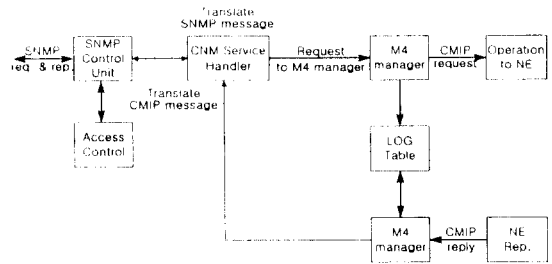 Translate
SNMP message
SNMP
req. & rep.
SNMP
Control
Unit
CNM Service
Handler
Request
to M4 manager
M4
manager
CMIP
request
Operation
to NE
Translate
CMIP message
Access
Control
LOG
Table
M4
manager
CMIP
reply
NE
Rep.